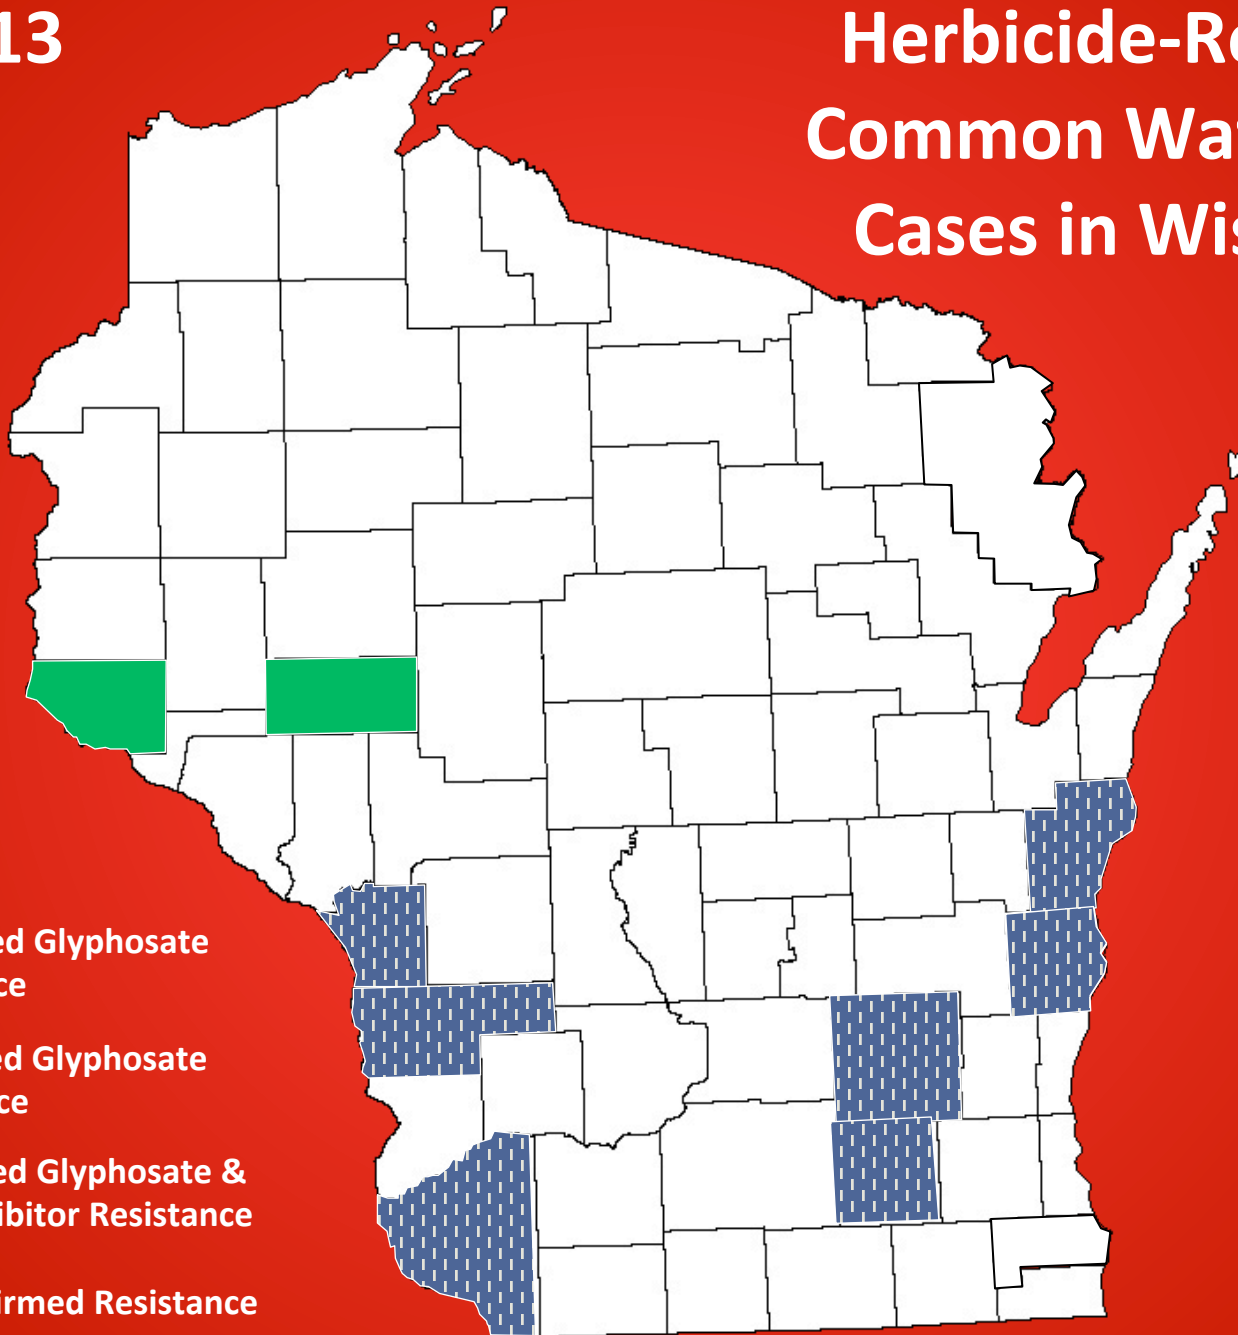 13
Herbicide-Re
Common Wat
Cases in Wis
ed Glyphosate
ce
ed Glyphosate
ce
ed Glyphosate &
ibitor Resistance
irmed Resistance